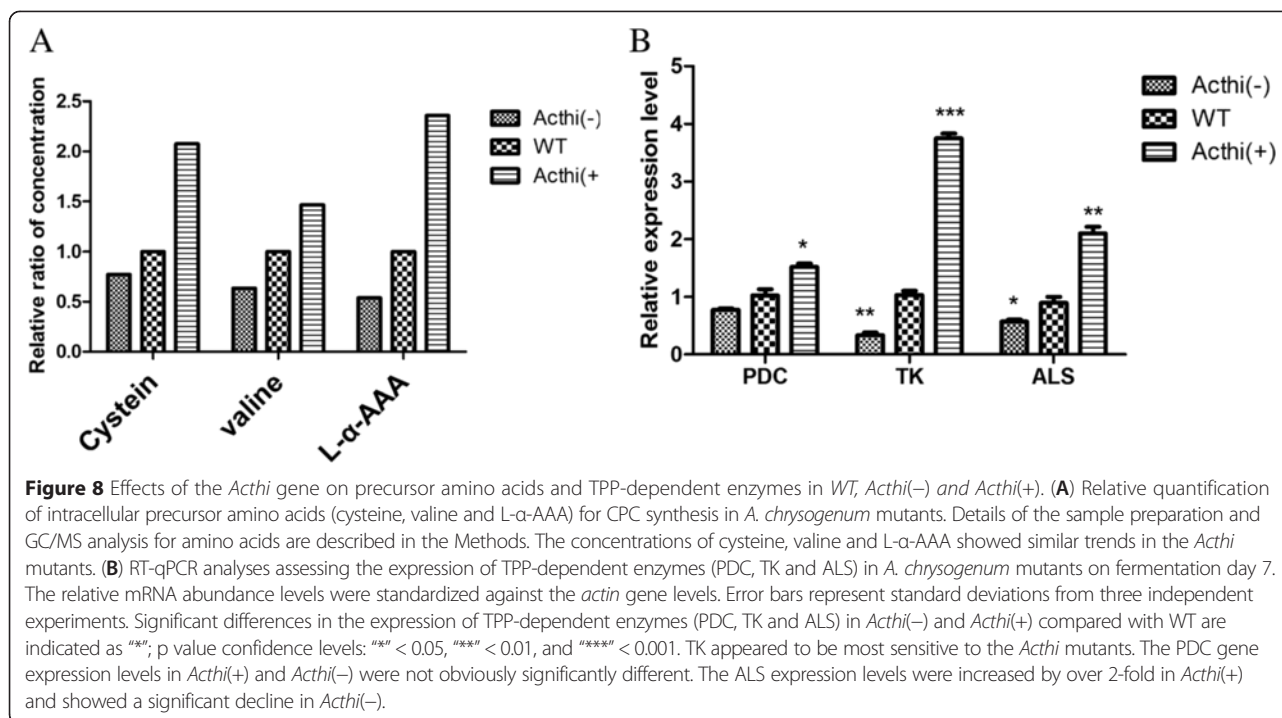 A
Relative ratio of concentration
2.5
2.0
1.5
1.0
0.5
0.0
Cystein
valine
L-α-AAA
Acthi(-)
WT
Acthi(+
B
Relative expression level
5
4
3
2
1
0
*
**
***
*
**
PDC
TK
ALS
Acthi(-)
WT
Acthi(+)
Figure 8 Effects of the Acthi gene on precursor amino acids and TPP-dependent enzymes in WT, Acthi(−) and Acthi(+). (A) Relative quantification
of intracellular precursor amino acids (cysteine, valine and L-α-AAA) for CPC synthesis in A. chrysogenum mutants. Details of the sample preparation and
GC/MS analysis for amino acids are described in the Methods. The concentrations of cysteine, valine and L-α-AAA showed similar trends in the Acthi
mutants. (B) RT-qPCR analyses assessing the expression of TPP-dependent enzymes (PDC, TK and ALS) in A. chrysogenum mutants on fermentation day 7.
The relative mRNA abundance levels were standardized against the actin gene levels. Error bars represent standard deviations from three independent
experiments. Significant differences in the expression of TPP-dependent enzymes (PDC, TK and ALS) in Acthi(−) and Acthi(+) compared with WT are
indicated as “*”; p value confidence levels: “*” < 0.05, “**” < 0.01, and “***” < 0.001. TK appeared to be most sensitive to the Acthi mutants. The PDC gene
expression levels in Acthi(+) and Acthi(−) were not obviously significantly different. The ALS expression levels were increased by over 2-fold in Acthi(+)
and showed a significant decline in Acthi(−).